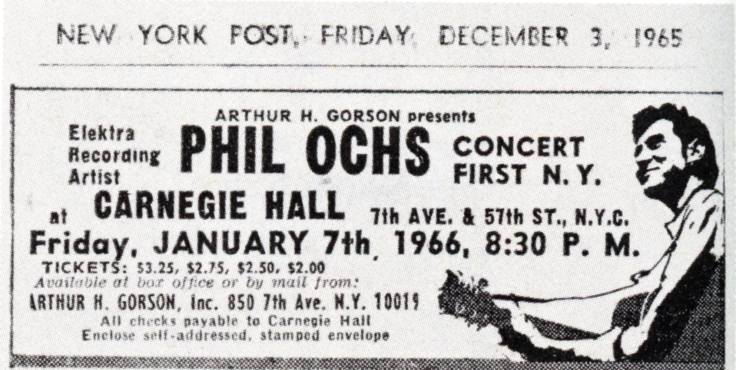 NEW YORK POST, FRIDAY, DECEMBER 3, 1965
ARTHUR H. GORSON presents
Elektra
Recording
Artist
PHIL OCHS
CONCERT
FIRST N. Y.
at CARNEGIE HALL 7th AVE. & 57th ST., N.Y.C.
Friday, JANUARY 7th, 1966, 8:30 P. M.
TICKETS: $3.25, $2.75, $2.50, $2.00
Available at box office or by mail from:
ARTHUR H. GORSON, Inc. 850 7th Ave. N.Y. 10019
All checks payable to Carnegie Hall
Enclose self-addressed, stamped envelope